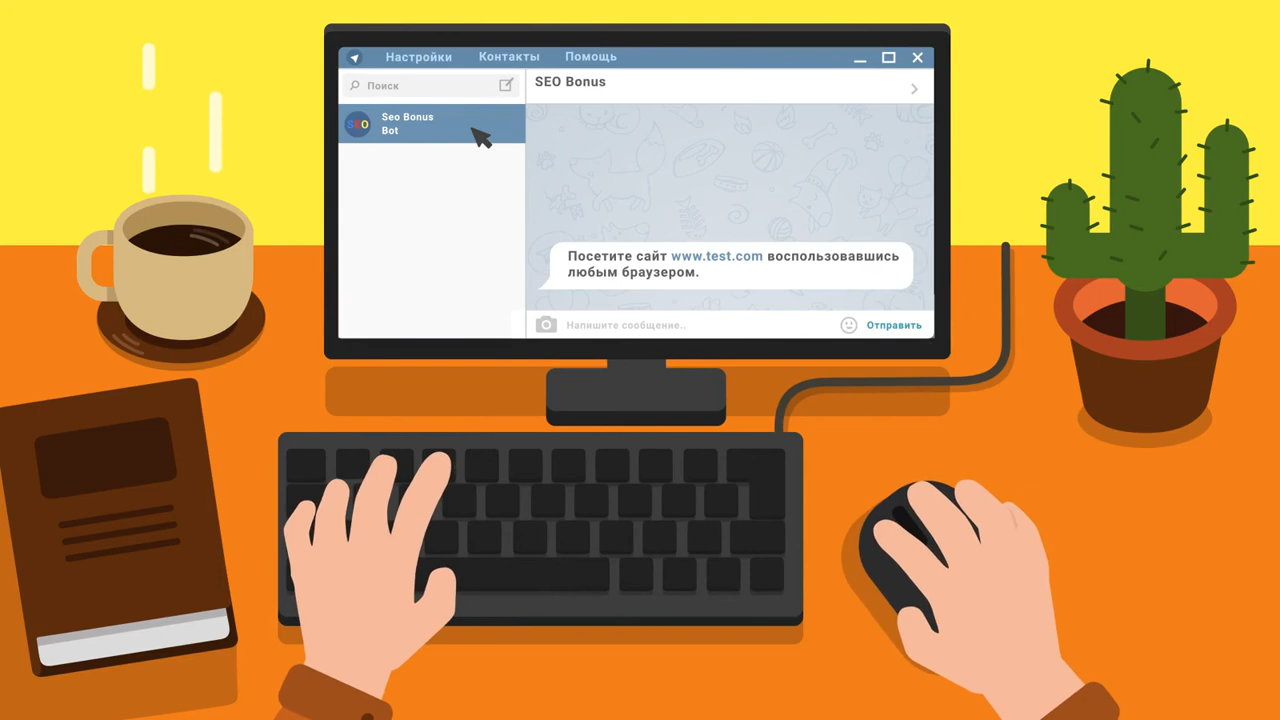 Настройки Контакты Помощь
Поиск
SEO Bonus
SEO
Seo Bonus
Bot
Посетите сайт www.test.com воспользовавшись
любым браузером.
Напишите сообщение..
Отправить